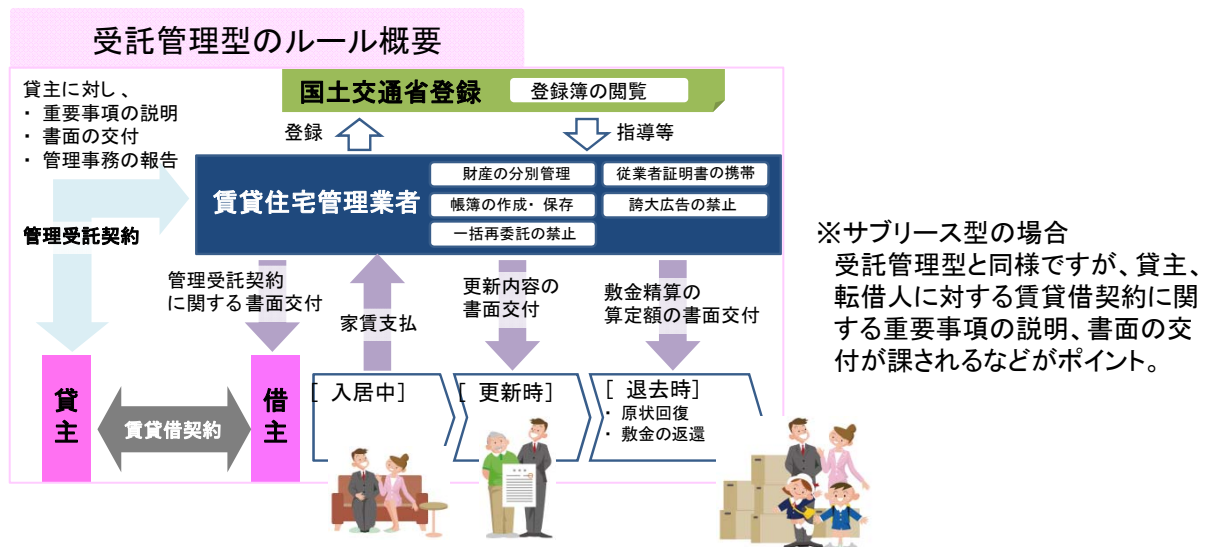 受託管理型のルール概要
貸主に対し、
・ 重要事項の説明
・ 書面の交付
・ 管理事務の報告
国土交通省登録
登録簿の閲覧
登録
指導等
賃貸住宅管理業者
財産の分別管理
従業者証明書の携帯
帳簿の作成・ 保存
誇大広告の禁止
一括再委託の禁止
管理受託契約
管理受託契約
に関する書面交付
家賃支払
更新内容の
書面交付
敷金精算の
算定額の書面交付
貸主
賃貸借契約
借主
[ 入居中]
[ 更新時]
[ 退去時]
・ 原状回復
・ 敷金の返還
※サブリース型の場合
受託管理型と同様ですが、貸主、
転借人に対する賃貸借契約に関
する重要事項の説明、書面の交
付が課されるなどがポイント。